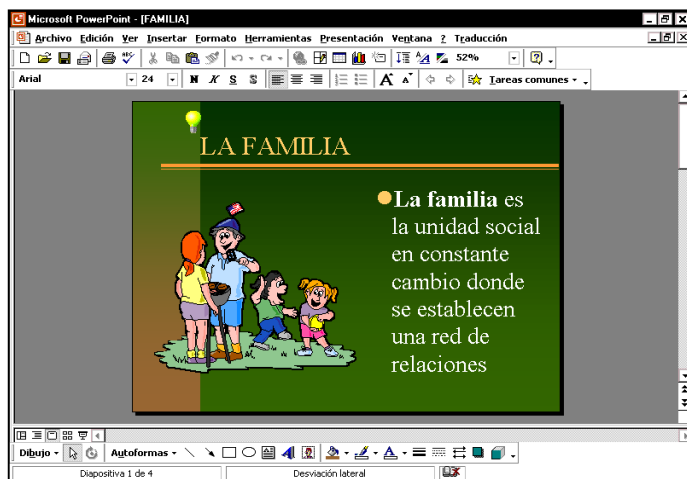 Microsoft PowerPoint - [FAMILIA]
Archivo Edición Ver Insertar Formato Herramientas Presentación Ventana ? Traducción
52%
Arial 24 N K S S Tareas comunes
LA FAMILIA
La familia es
la unidad social
en constante
cambio donde
se establecen
una red de
relaciones
Dibujo Autoformas
Diapositiva 1 de 4 Desviación lateral